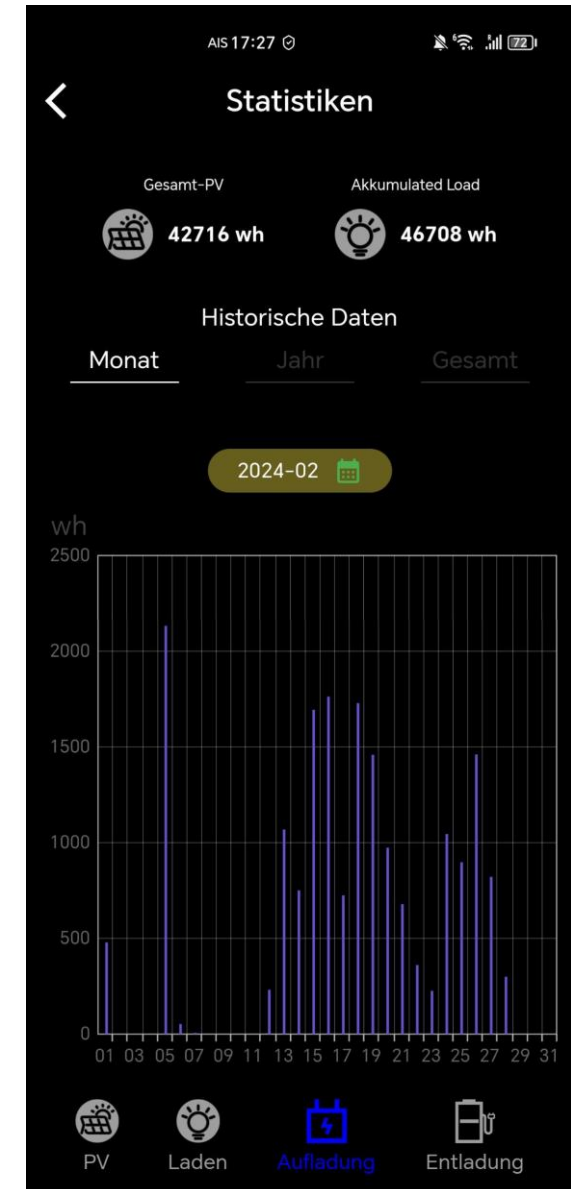 AIS 17:27 72
Statistiken
Gesamt-PV Akkumulated Load
42716 wh 46708 wh
Historische Daten
Monat Jahr Gesamt
2024-02
wh
2500
2000
1500
1000
500
0
01 03 05 07 09 11 13 15 17 19 21 23 25 27 29 31
PV Laden Aufladung Entladung